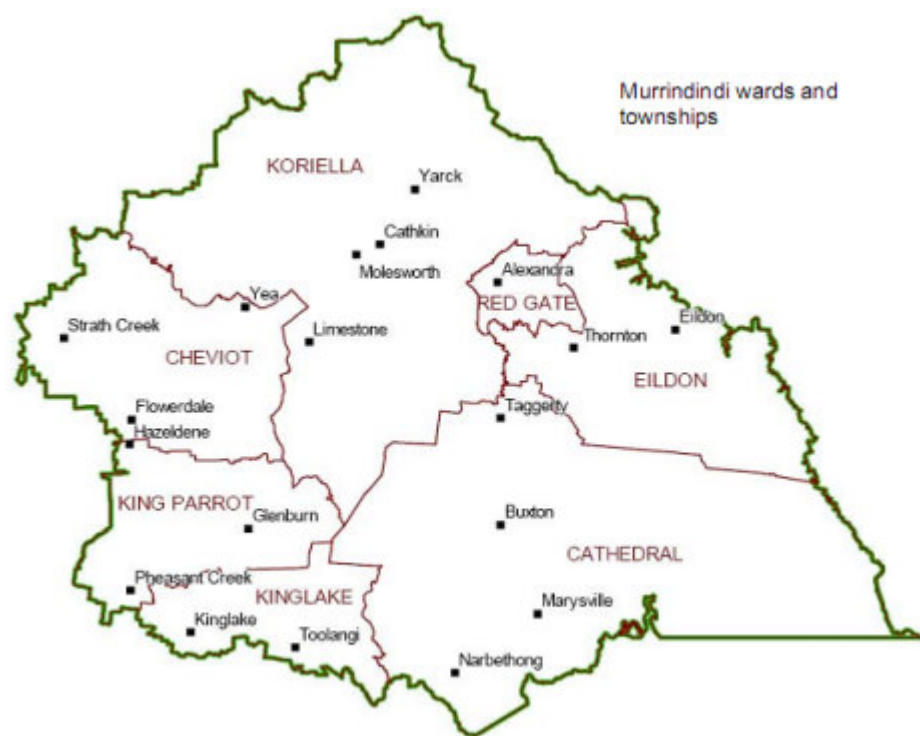 Murrindindi wards and
townships
KORIELLA
Yarck
Cathkin
Molesworth
Alexandra
RED GATE
Yea
Strath Creek
Limestone
Eildon
Thornton
CHEVIOT
EILDON
Flowerdale
Taggerty
Hazeldene
KING PARROT
Glenburn
Buxton
CATHEDRAL
Pheasant Creek
KINGLAKE
Marysville
Kinglake
Toolangi
Narbethong